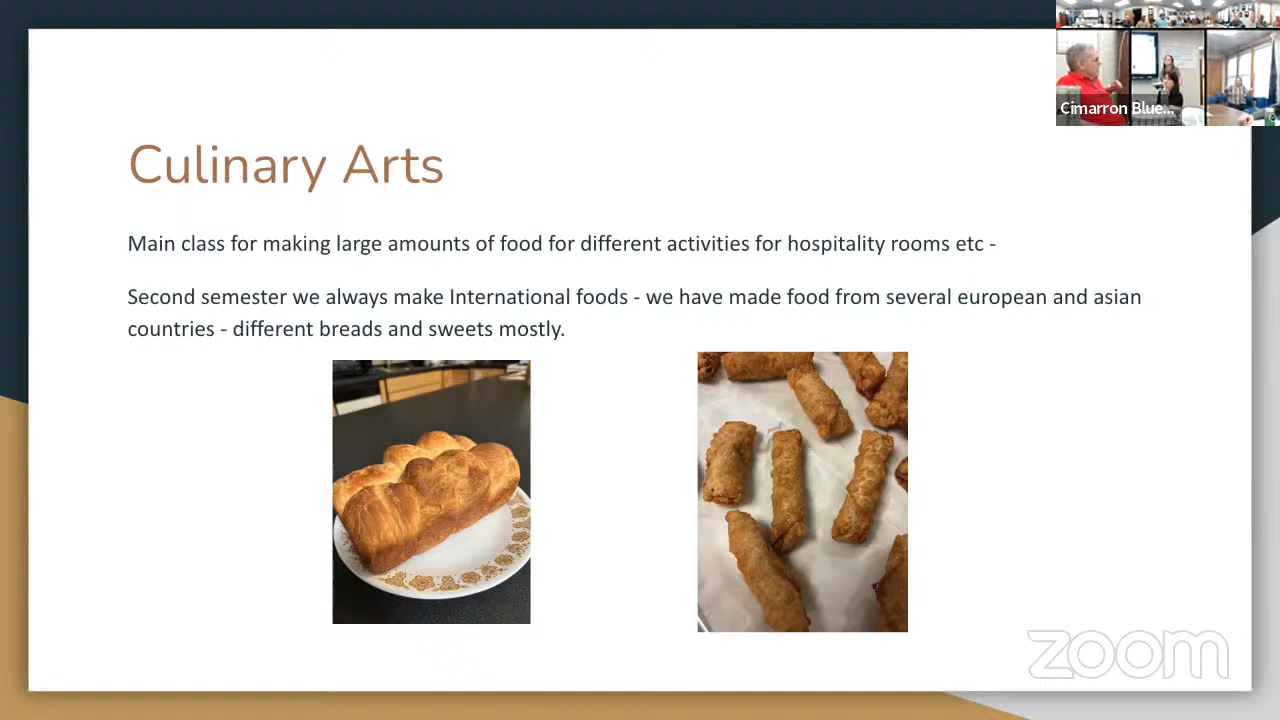 Cimarron Blue...
Culinary Arts
Main class for making large amounts of food for different activities for hospitality rooms etc -
Second semester we always make International foods - we have made food from several european and asian
countries - different breads and sweets mostly.
zoom